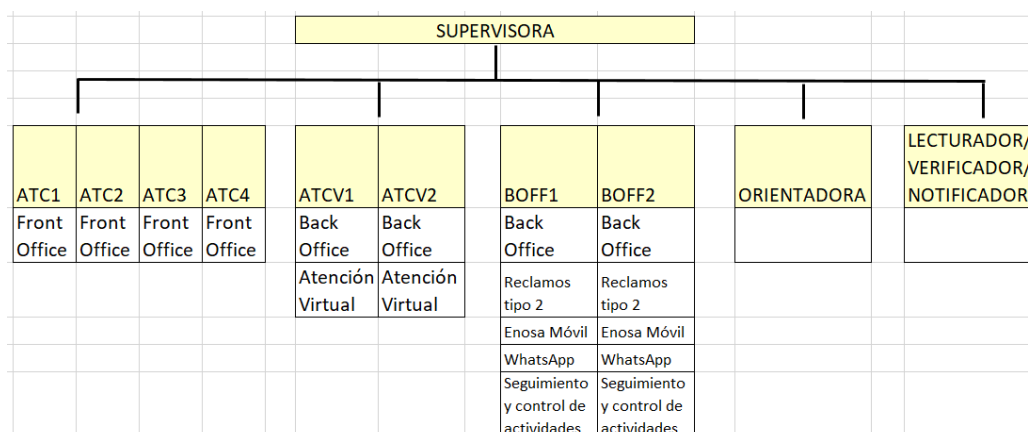 SUPERVISORA
LECTURADOR/
VERIFICADOR/
ATC1 ATC2 ATC3 ATC4 ATCV1 ATCV2 BOFF1 BOFF2 ORIENTADORA NOTIFICADOR
Front Front Front Front Back Back Back Back
Office Office Office Office Office Office Office Office
Atención Atención Reclamos Reclamos
Virtual Virtual tipo 2 tipo 2
Enosa Móvil Enosa Móvil
WhatsApp WhatsApp
Seguimiento Seguimiento
y control de y control de
actividades actividades